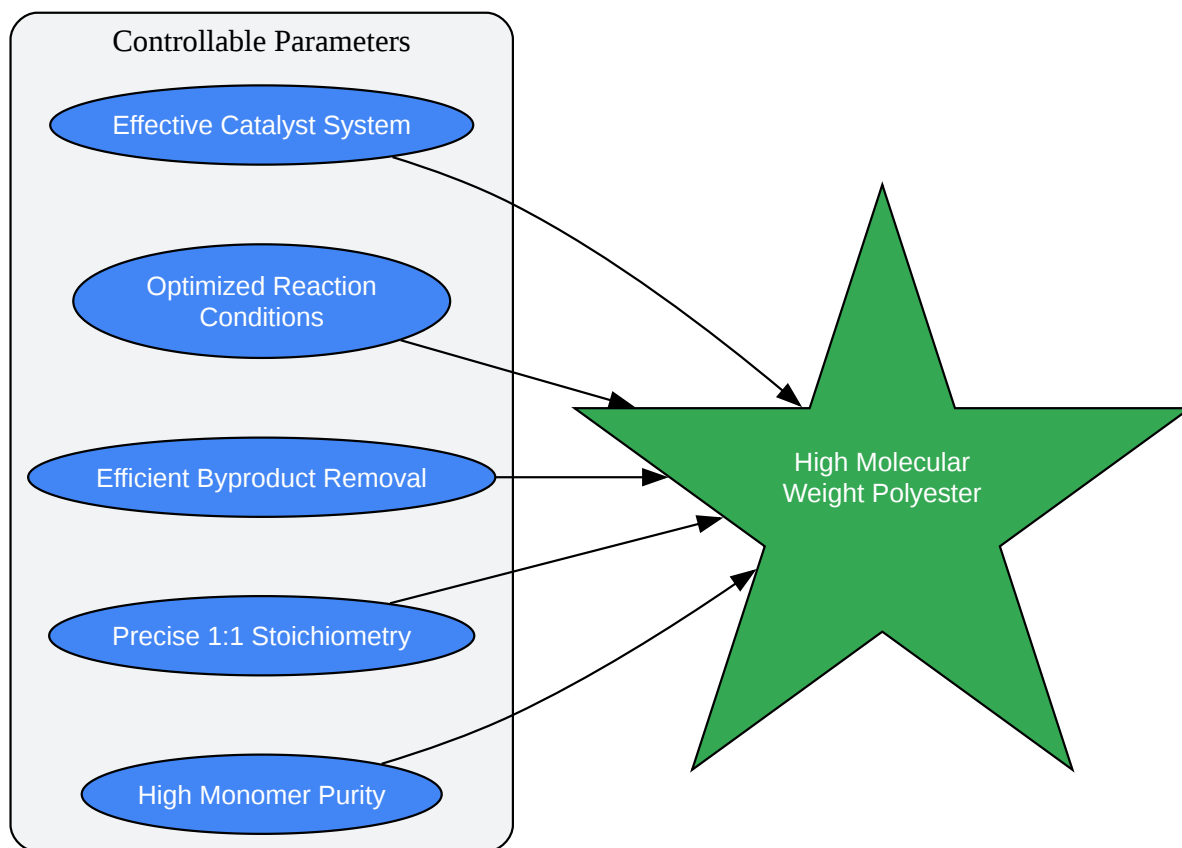 Controllable Parameters
Effective Catalyst System
Optimized Reaction
Conditions
Efficient Byproduct Removal
Precise 1:1 Stoichiometry
High Monomer Purity
High Molecular
Weight Polyester